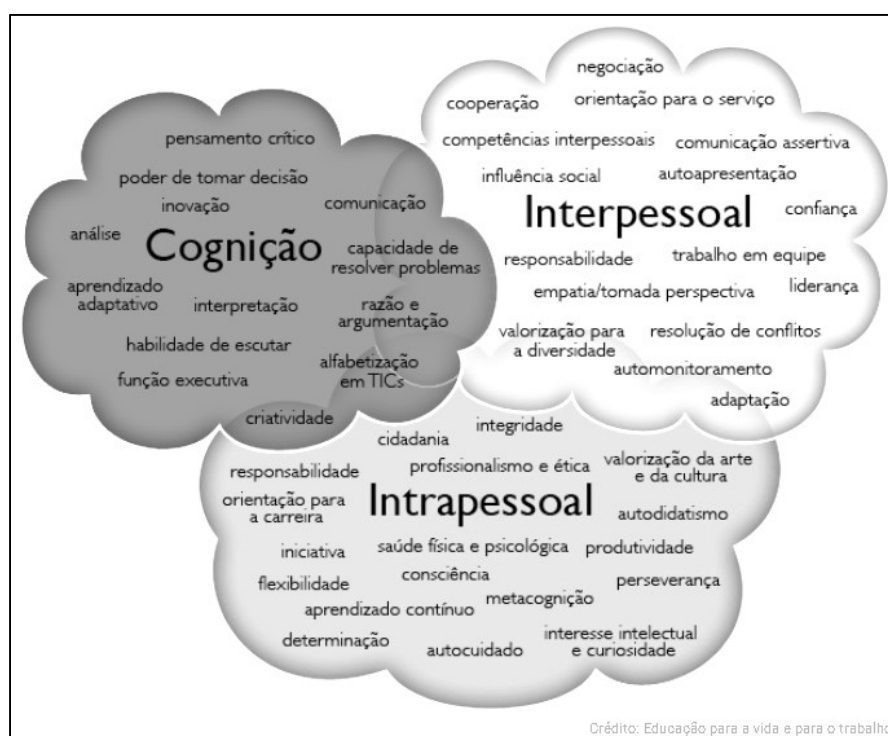 negociação
cooperação
orientação para o serviço
competências interpessoais
comunicação assertiva
influência social
autoapresentação
Interpessoal
confiança
responsabilidade
trabalho em equipe
empatia/tomada perspectiva
liderança
valorização para
a diversidade
resolução de conflitos
automonitoramento
adaptação
pensamento crítico
poder de tomar decisão
inovação
comunicação
análise
Cognição
capacidade de
resolver problemas
aprendizado
adaptativo
interpretação
razão e
argumentação
habilidade de escutar
função executiva
alfabetização
em TICs
criatividade
cidadania
integridade
responsabilidade
profissionalismo e ética
valorização da arte
e da cultura
orientação para
a carreira
Intrapessoal
autodidatismo
iniciativa
saúde física e psicológica
produtividade
flexibilidade
consciência
perseverança
aprendizado contínuo
metacognição
determinação
autocuidado
interesse intelectual
e curiosidade
Crédito: Educação para a vida e para o trabalho